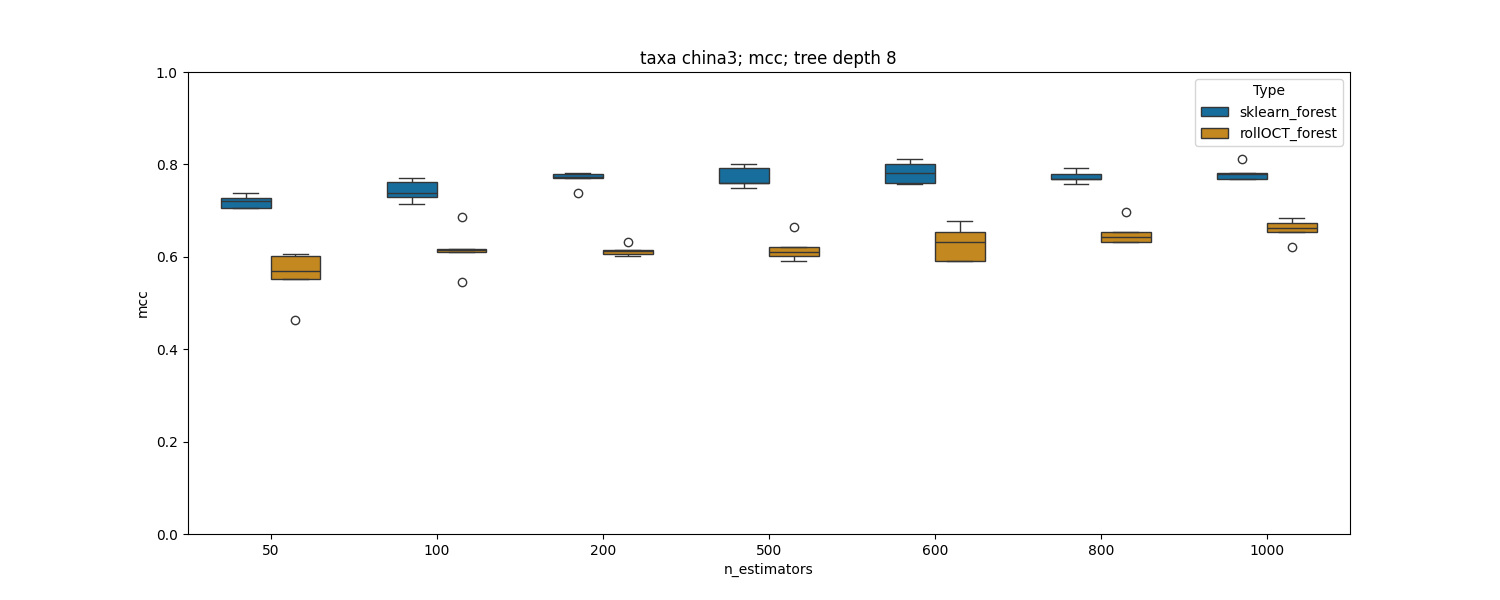 taxa china3; mcc; tree depth 8
Type
sklearn_forest
rollOCT_forest
mcc
1.0
0.8
0.6
0.4
0.2
0.0
50 100 200 500 600 800 1000
n_estimators